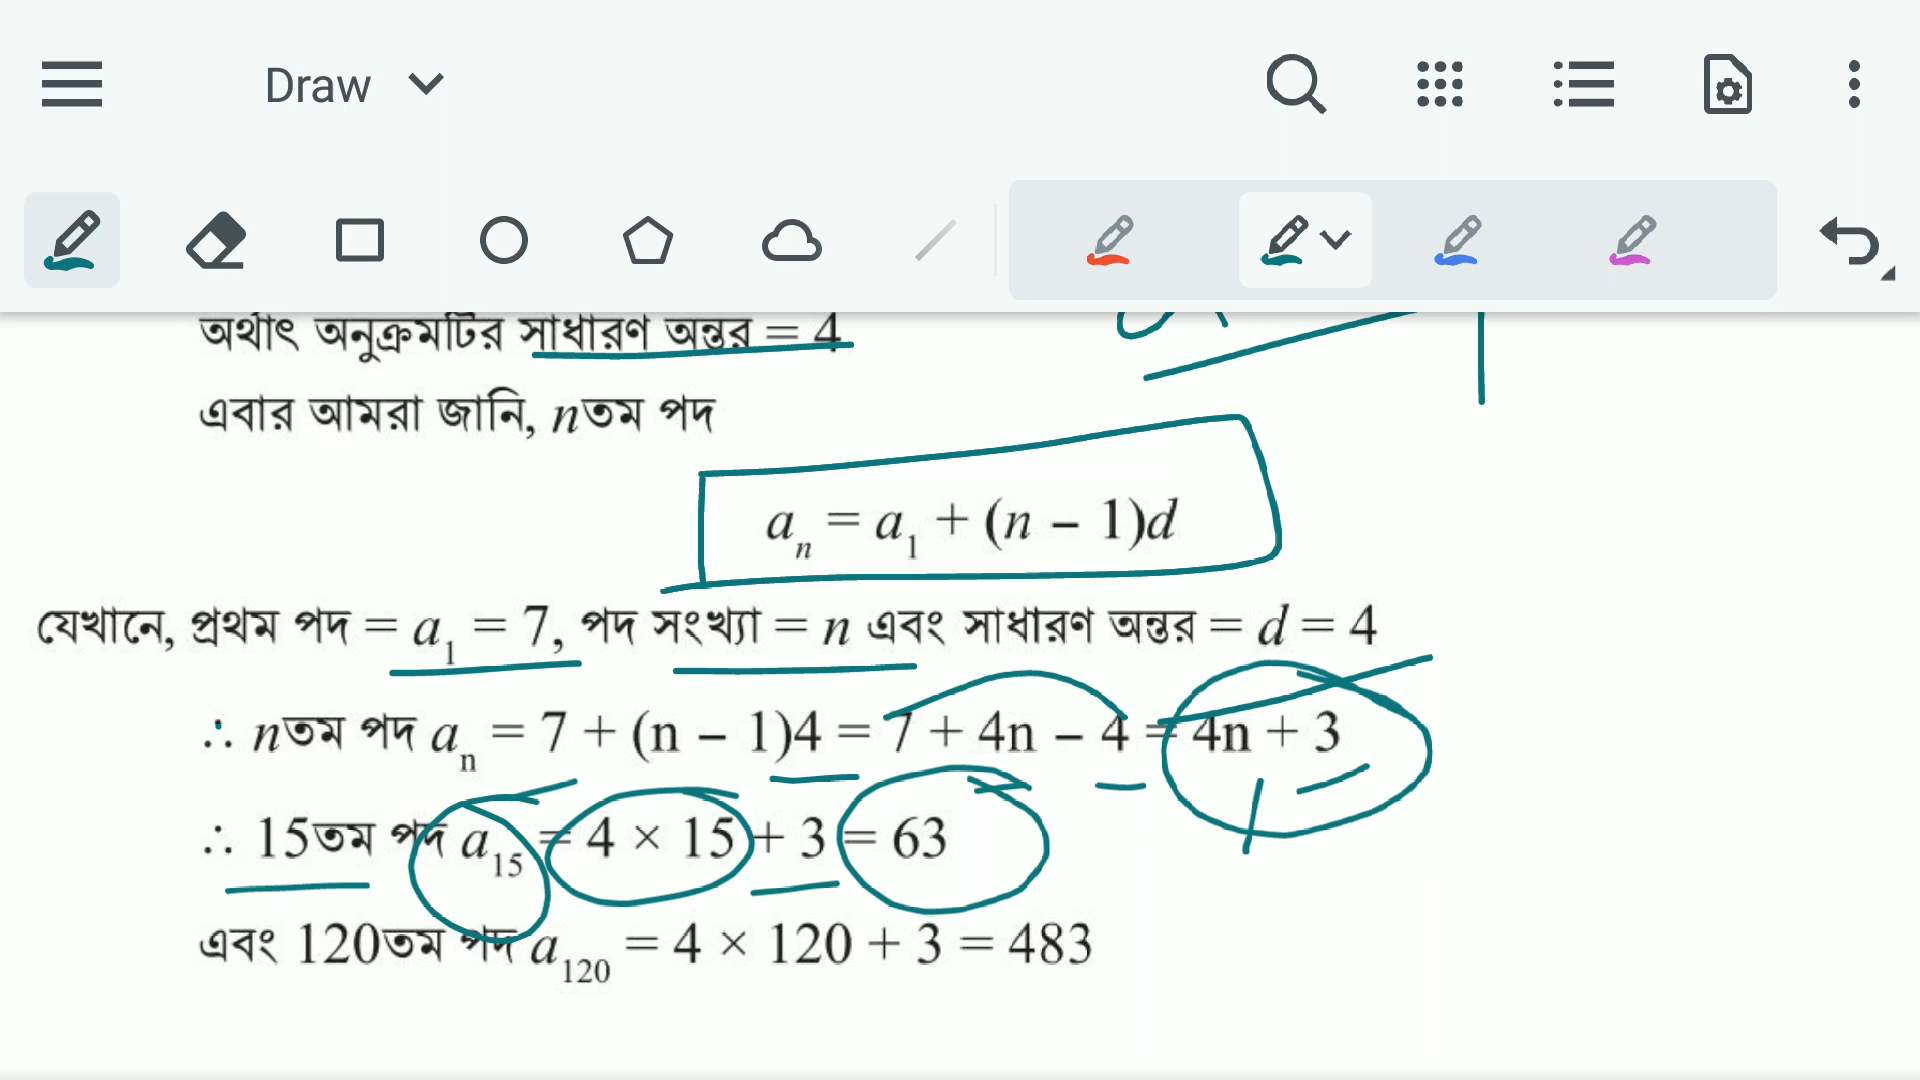 Draw
অর্থাৎ অনুক্রমটির সাধারণ অন্তর = 4
এবার আমরা জানি, nতম পদ
aₙ = a₁ + (n − 1)d
যেখানে, প্রথম পদ = a₁ = 7, পদ সংখ্যা = n এবং সাধারণ অন্তর = d = 4
∴ nতম পদ aₙ = 7 + (n − 1)4 = 7 + 4n − 4 = 4n + 3
∴ 15তম পদ a₁₅ = 4 × 15 + 3 = 63
এবং 120তম পদ a₁₂₀ = 4 × 120 + 3 = 483